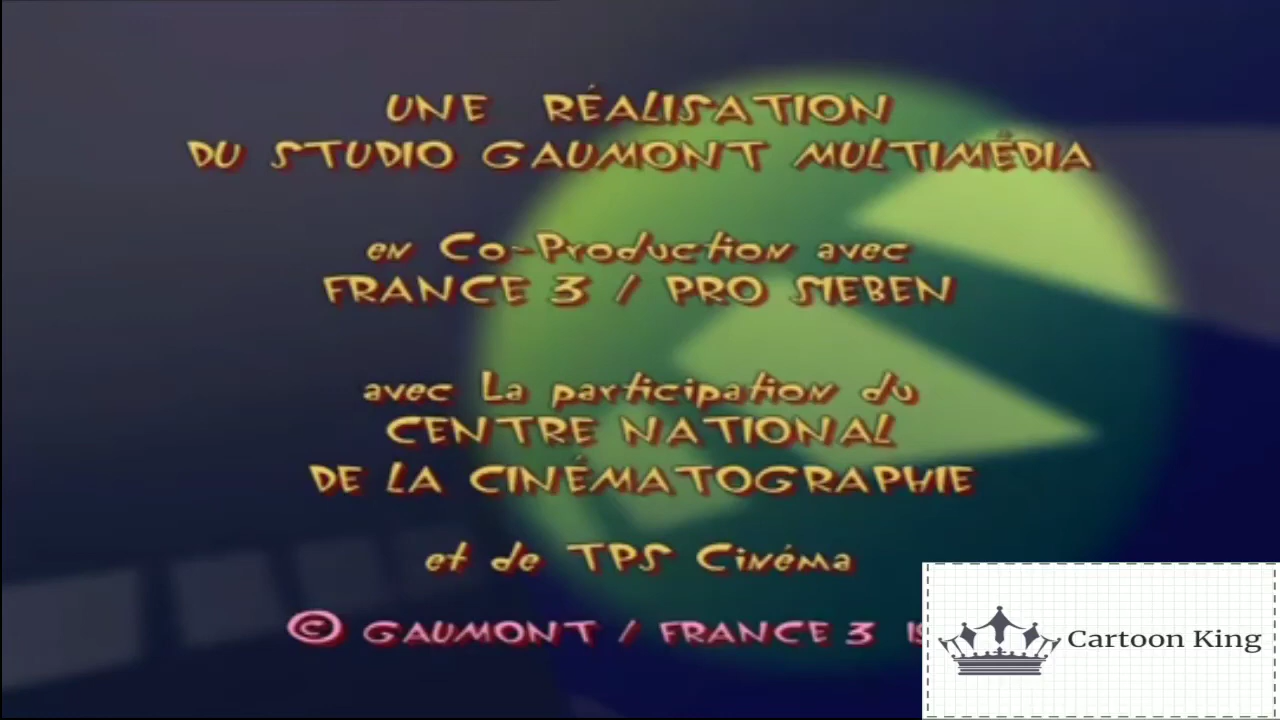 UNE RÉALISATION
DU STUDIO GAUMONT MULTIMÉDIA
en Co-Production avec
FRANCE 3 / PRO SIEBEN
avec La participation du
CENTRE NATIONAL
DE LA CINÉMATOGRAPHIE
et de TPS Cinéma
© GAUMONT / FRANCE 3
Cartoon King